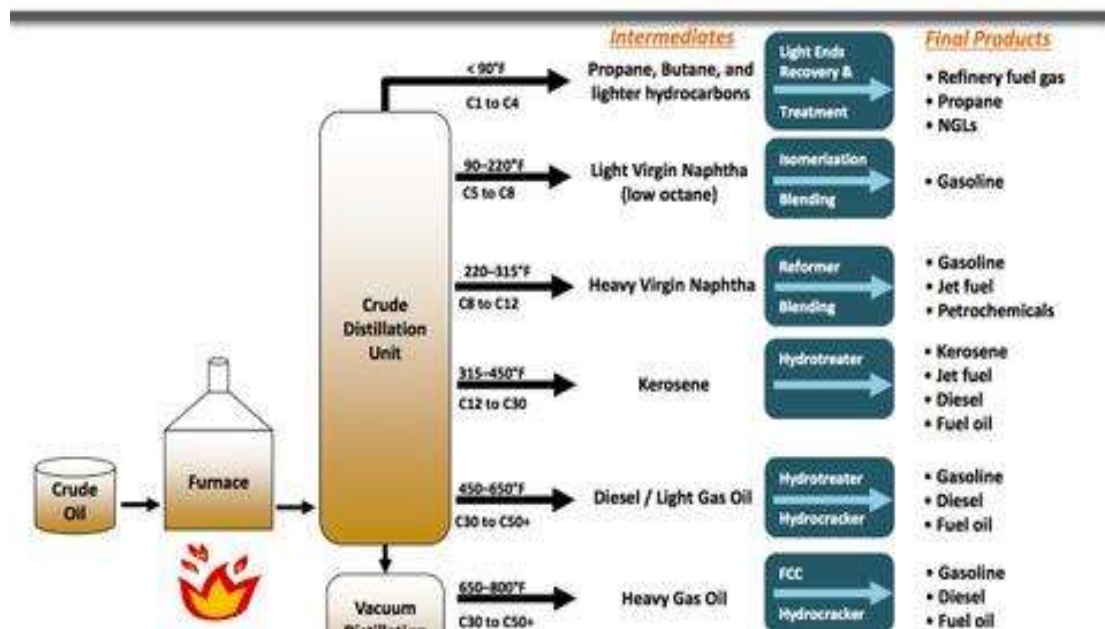 Intermediates
Final Products
< 90°F
C1 to C4
Propane, Butane, and
lighter hydrocarbons
Light Ends
Recovery &
Treatment
• Refinery fuel gas
• Propane
• NGLs
90–220°F
C5 to C8
Light Virgin Naphtha
(low octane)
Isomerization
Blending
• Gasoline
220–315°F
C8 to C12
Heavy Virgin Naphtha
Reformer
Blending
• Gasoline
• Jet fuel
• Petrochemicals
Crude
Distillation
Unit
315–450°F
C12 to C30
Kerosene
Hydrotreater
• Kerosene
• Jet fuel
• Diesel
• Fuel oil
Crude
Oil
Furnace
450–650°F
C30 to C50+
Diesel / Light Gas Oil
Hydrotreater
Hydrocracker
• Gasoline
• Diesel
• Fuel oil
Vacuum
650–800°F
C30 to C50+
Heavy Gas Oil
FCC
Hydrocracker
• Gasoline
• Diesel
• Fuel oil